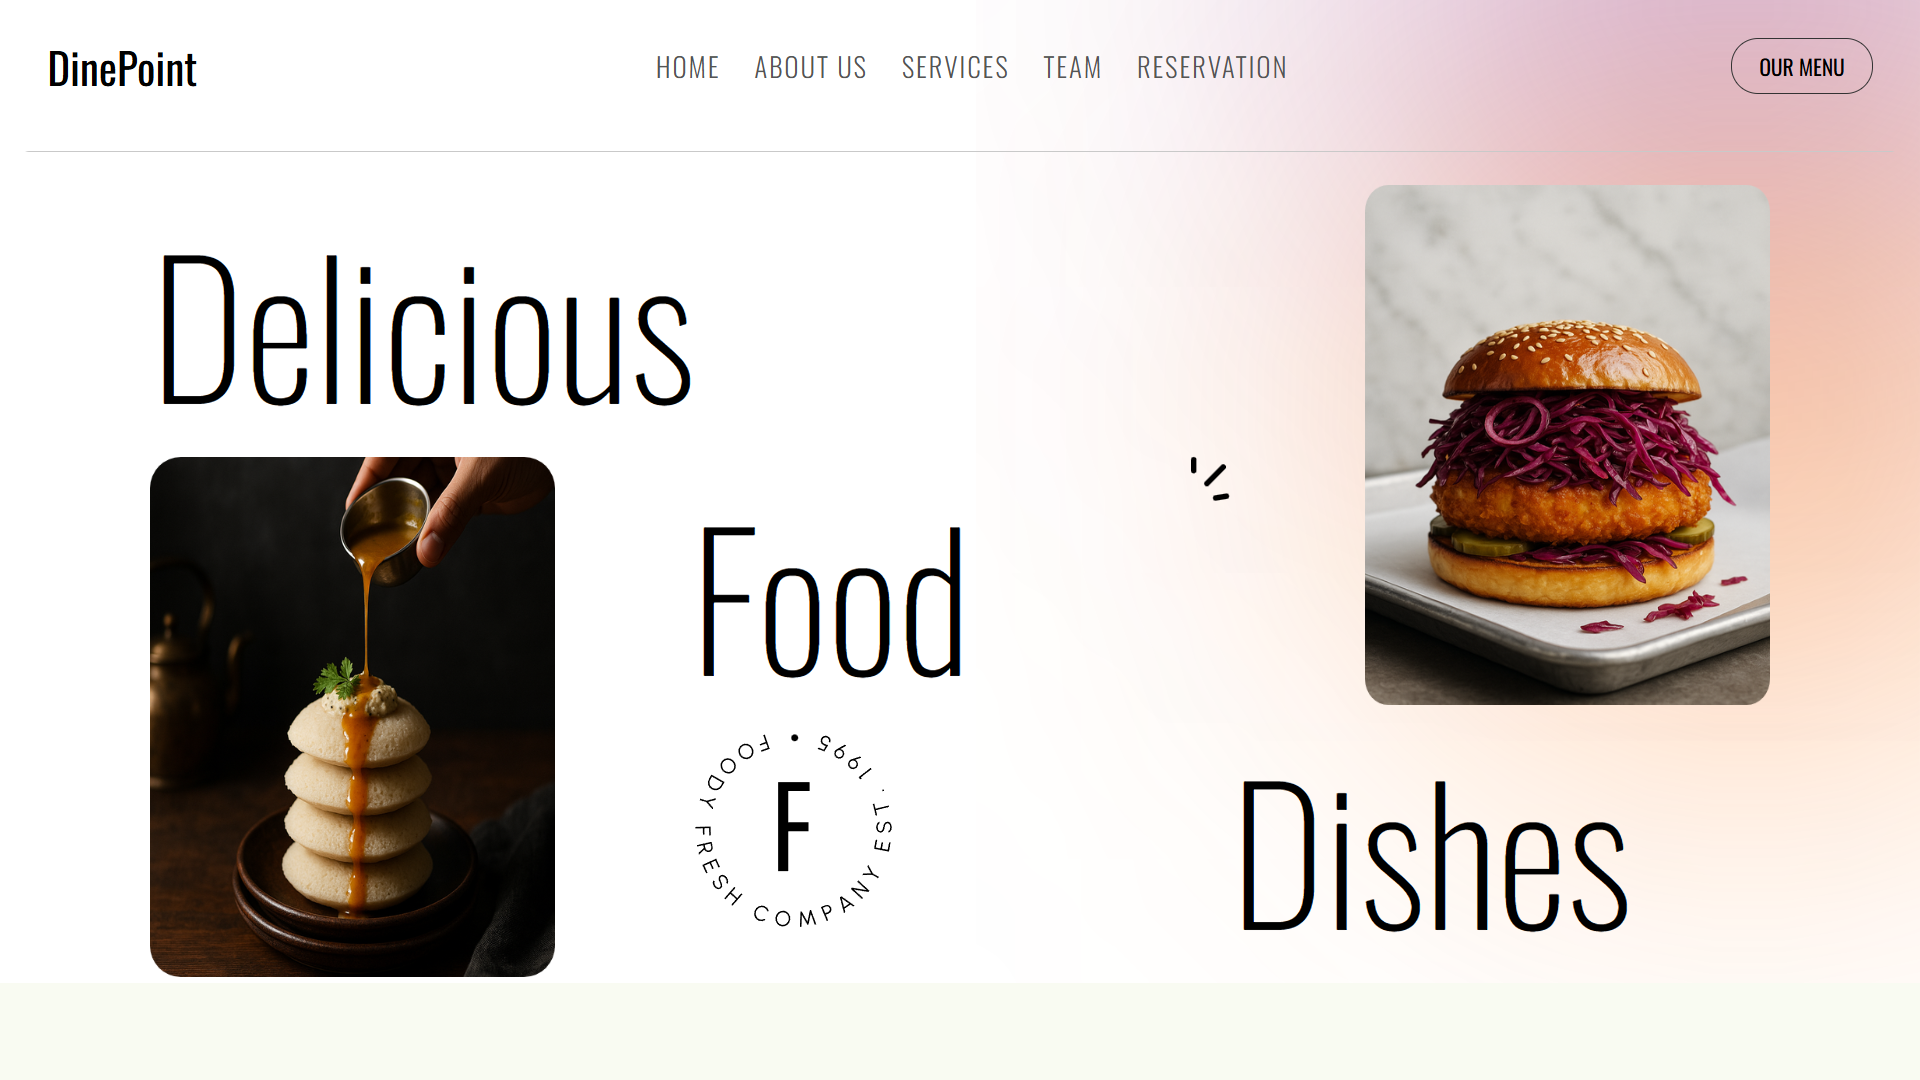 DinePoint
HOME ABOUT US SERVICES TEAM RESERVATION
OUR MENU
Delicious
Food
FOODY FRESH COMPANY EST. 1995 •
F
Dishes